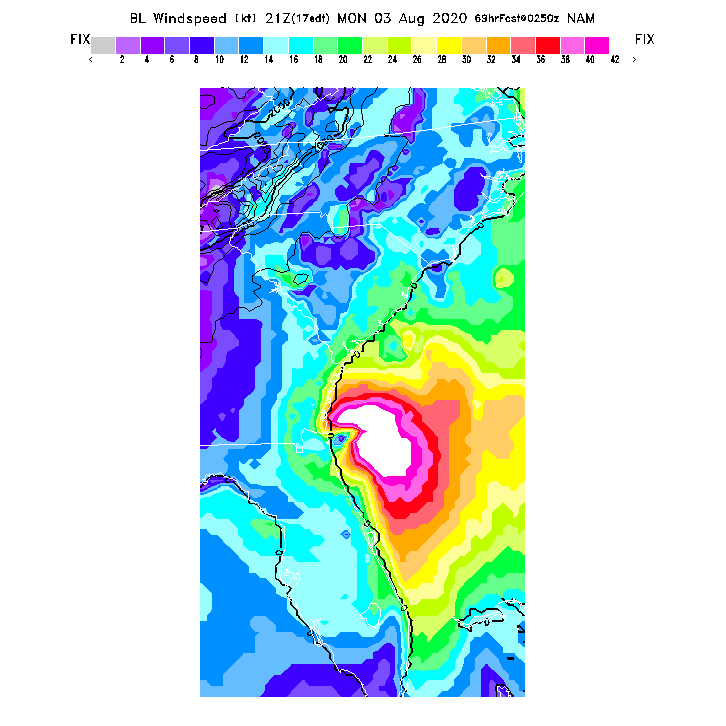 BL Windspeed [kt] 21Z(17edt) MON 03 Aug 2020 69hrFcst@0250z NAM
FIX FIX
< 2 4 6 8 10 12 14 16 18 20 22 24 26 28 30 32 34 36 38 40 42 >